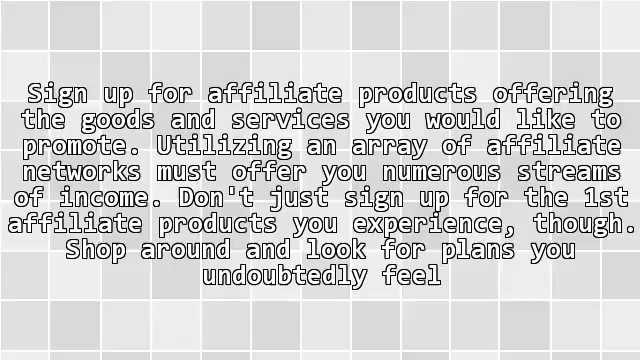 Sign up for affiliate products offering
the goods and services you would like to
promote. Utilizing an array of affiliate
networks must offer you numerous streams
of income. Don't just sign up for the 1st
affiliate products you experience, though.
Shop around and look for plans you
undoubtedly feel